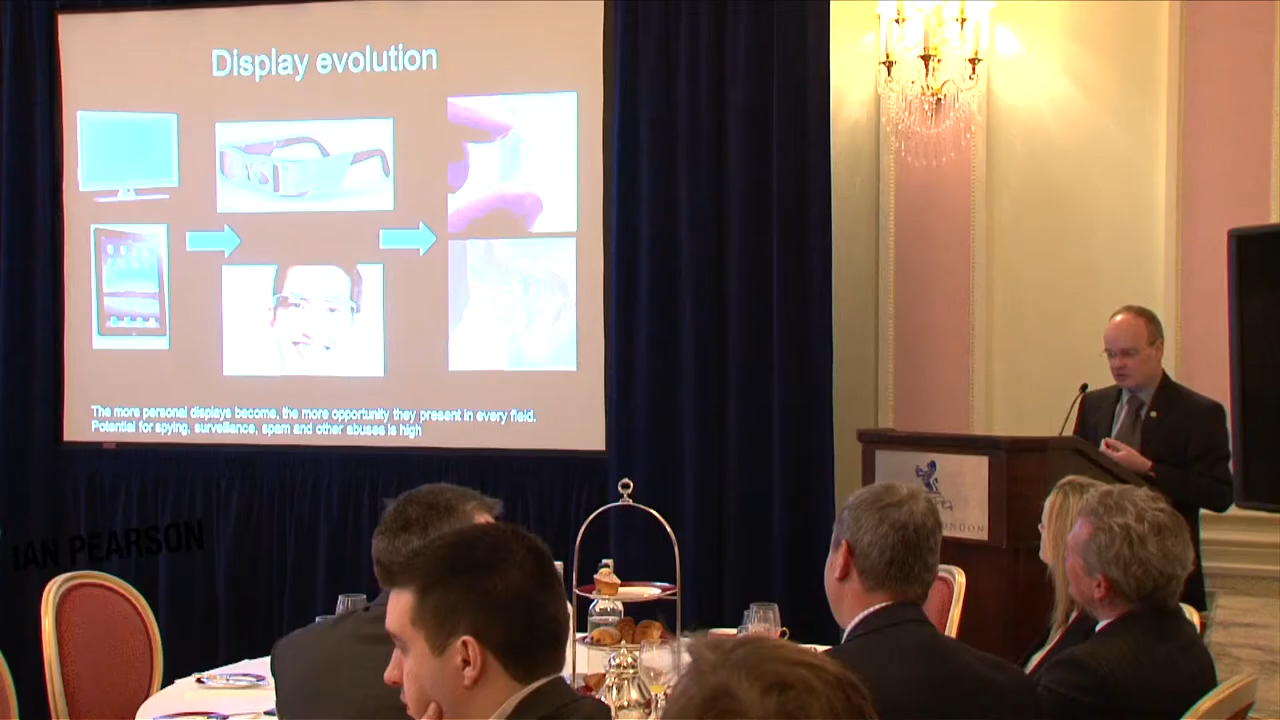 Display evolution
The more personal displays become, the more opportunity they present in every field.
Potential for spying, surveillance, spam and other abuses is high
IAN PEARSON
LONDON